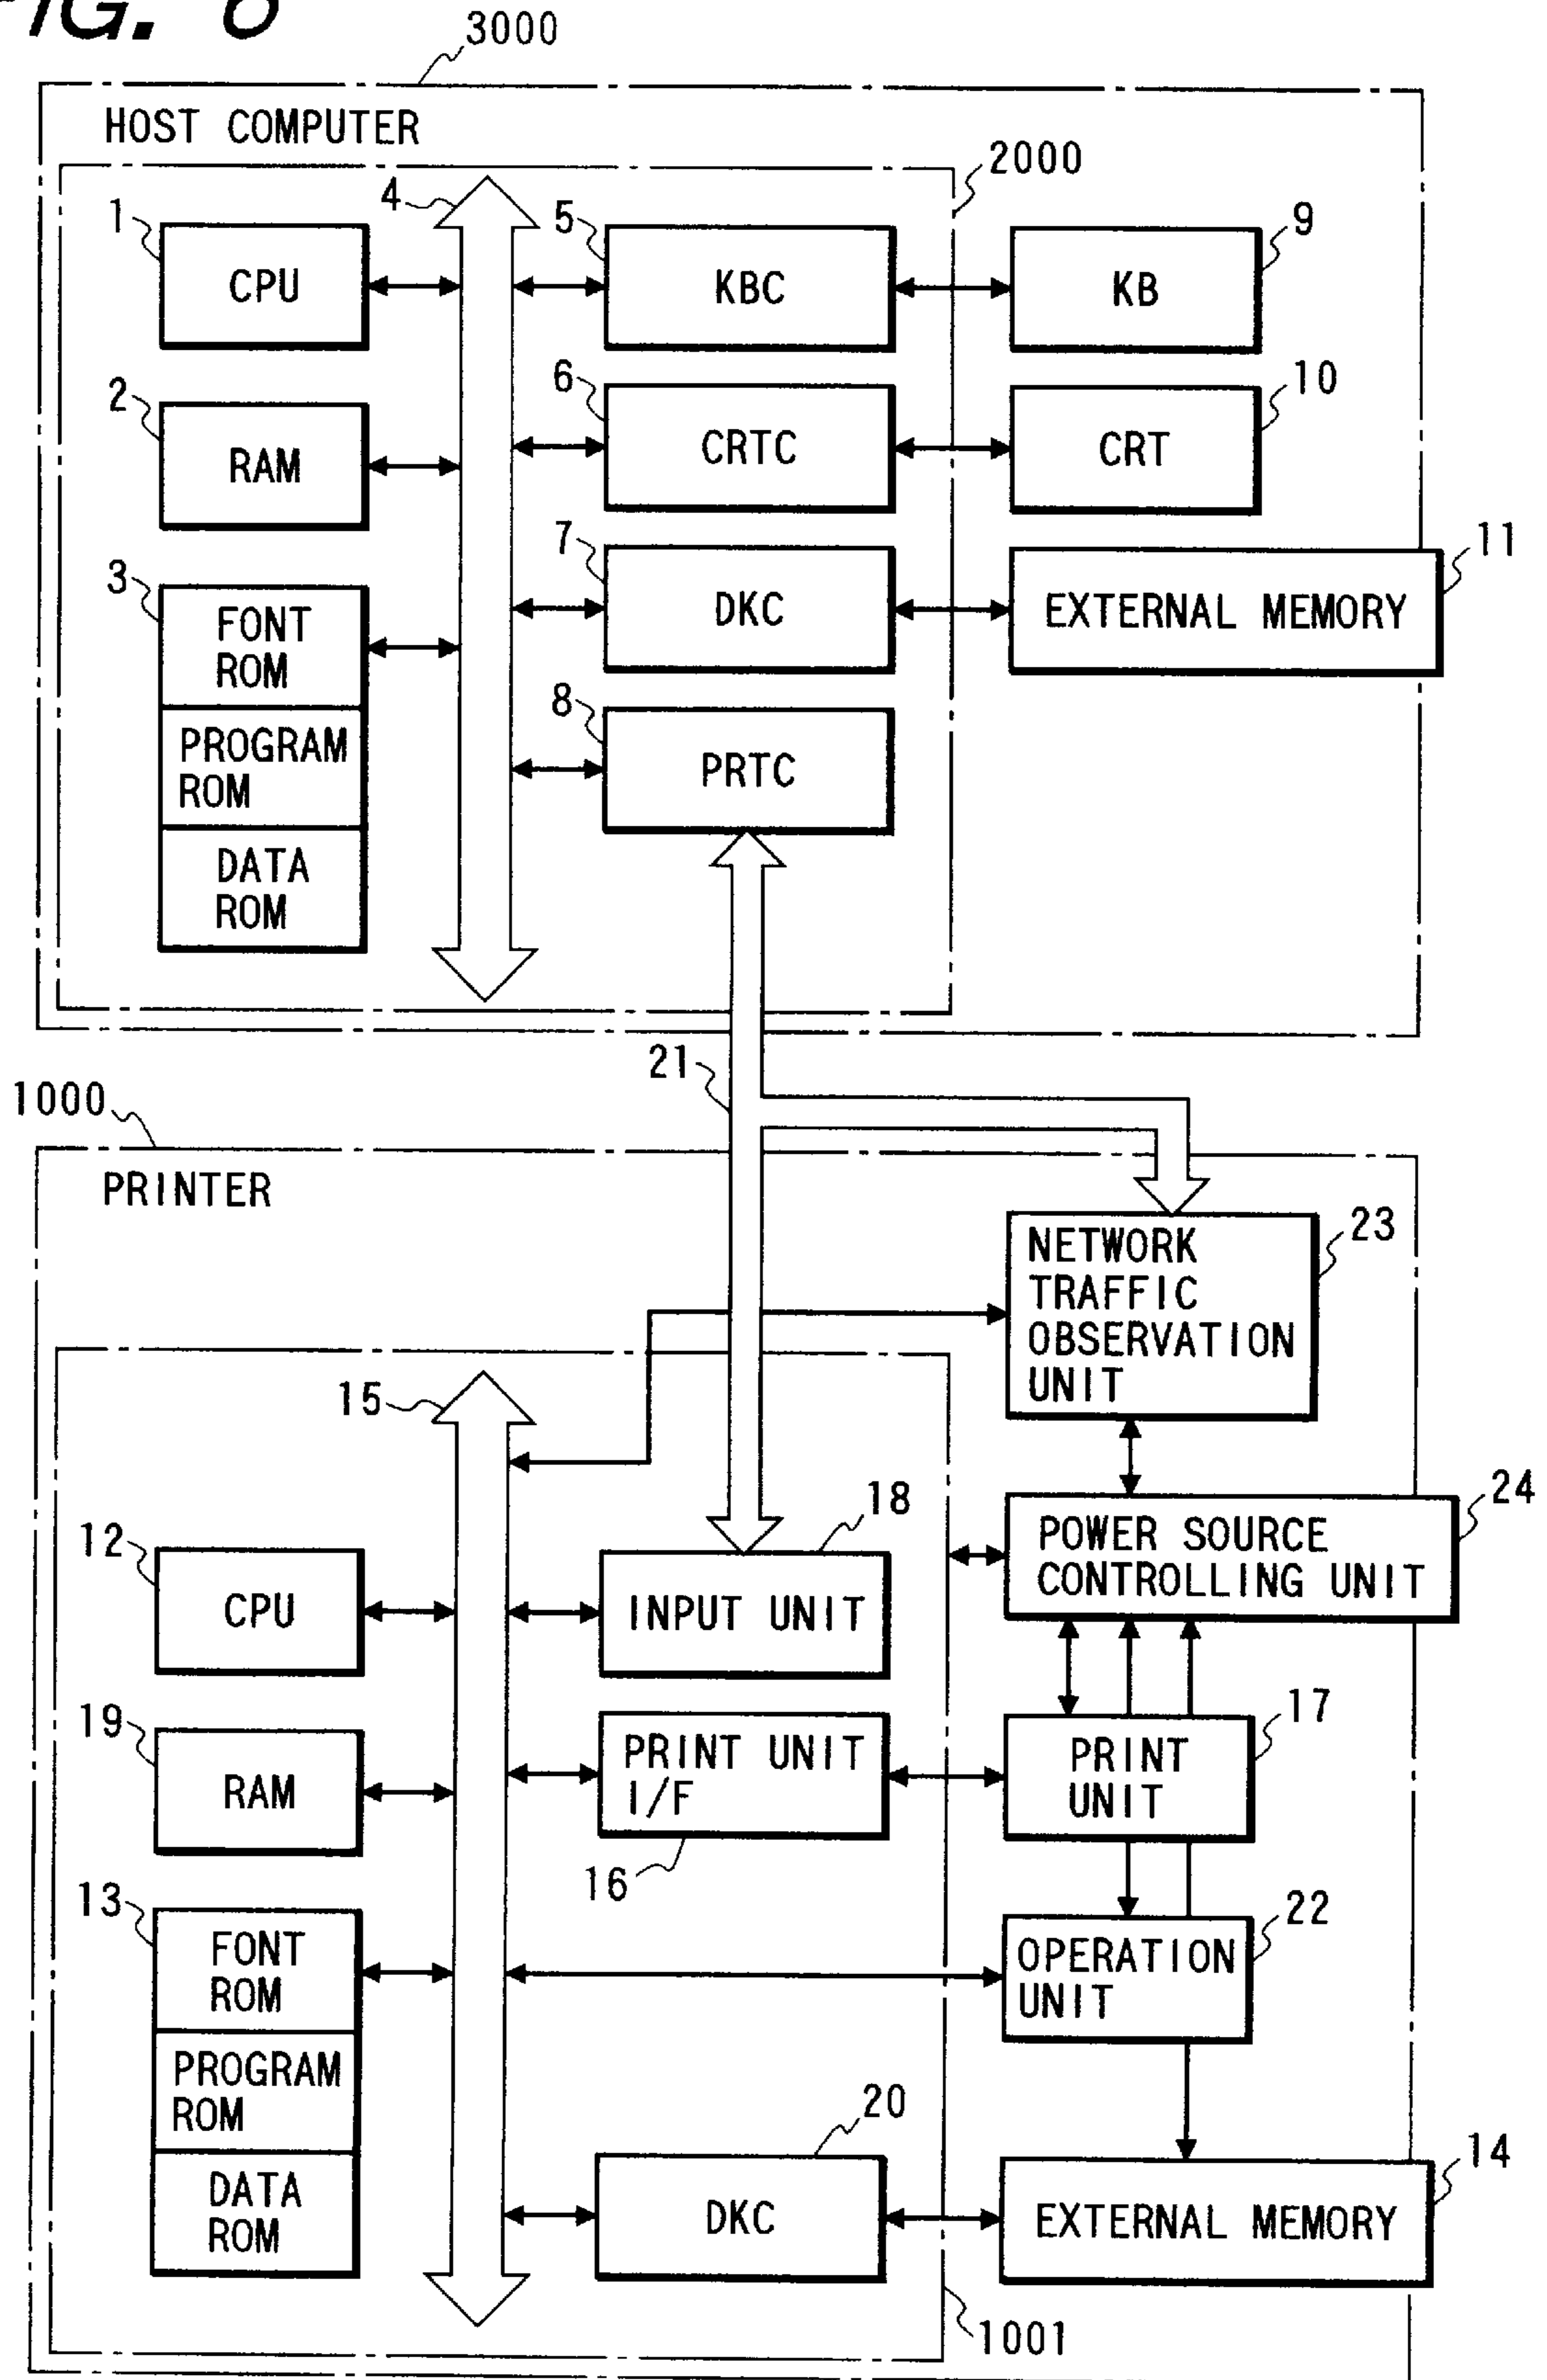 FIG. 6
3000
HOST COMPUTER
2000
1
CPU
4
5
KBC
9
KB
2
RAM
6
CRTC
10
CRT
3
FONT
ROM
PROGRAM
ROM
DATA
ROM
7
DKC
11
EXTERNAL MEMORY
8
PRTC
21
1000
PRINTER
23
NETWORK
TRAFFIC
OBSERVATION
UNIT
15
24
POWER SOURCE
CONTROLLING UNIT
12
CPU
18
INPUT UNIT
19
RAM
PRINT UNIT
I/F
16
17
PRINT
UNIT
13
FONT
ROM
PROGRAM
ROM
DATA
ROM
22
OPERATION
UNIT
20
DKC
14
EXTERNAL MEMORY
1001